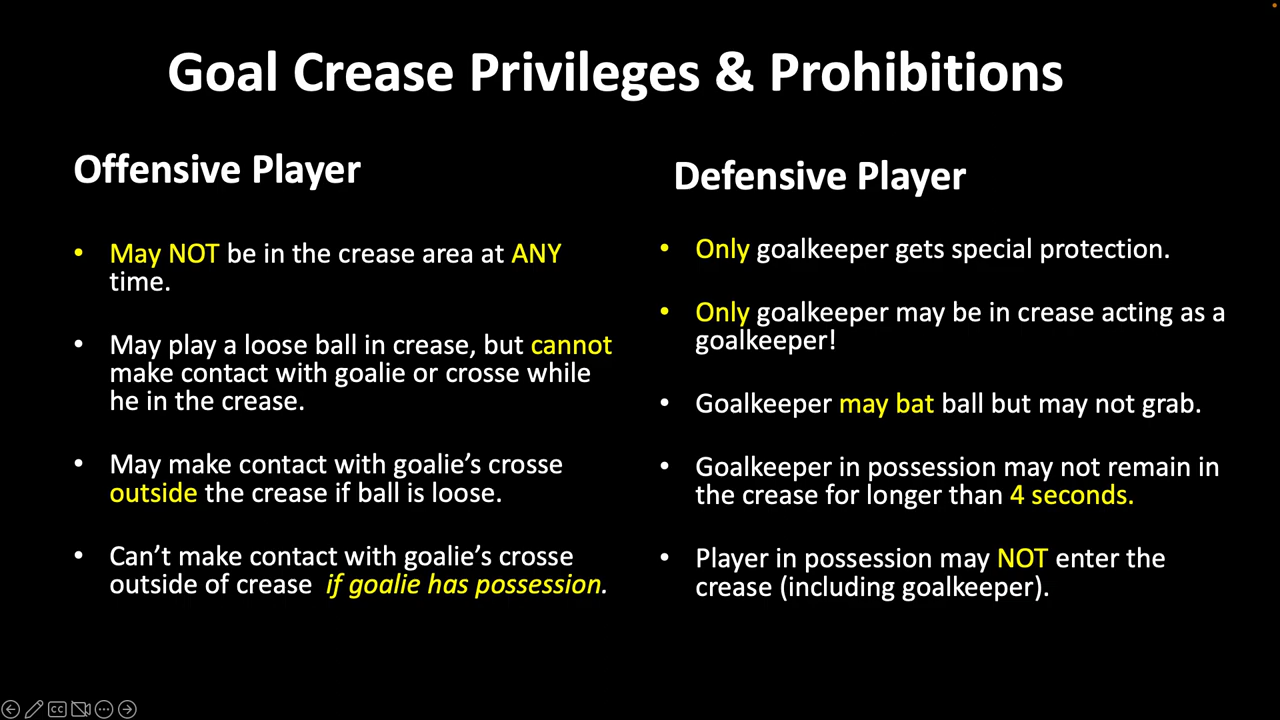 Goal Crease Privileges & Prohibitions
Offensive Player
• May NOT be in the crease area at ANY
time.
• May play a loose ball in crease, but cannot
make contact with goalie or crosse while
he in the crease.
• May make contact with goalie’s crosse
outside the crease if ball is loose.
• Can’t make contact with goalie’s crosse
outside of crease if goalie has possession.
Defensive Player
• Only goalkeeper gets special protection.
• Only goalkeeper may be in crease acting as a
goalkeeper!
• Goalkeeper may bat ball but may not grab.
• Goalkeeper in possession may not remain in
the crease for longer than 4 seconds.
• Player in possession may NOT enter the
crease (including goalkeeper).
CC